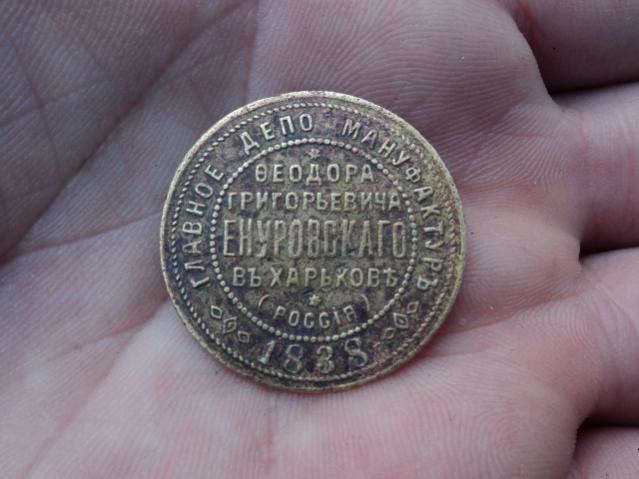 ГЛАВНОЕ ДЕПО МАНУФАКТУРЪ
ѲЕОДОРА
ГРИГОРЬЕВИЧА
ЕНУРОВСКАГО
ВЪ ХАРЬКОВѢ
(РОССІЯ)
1838